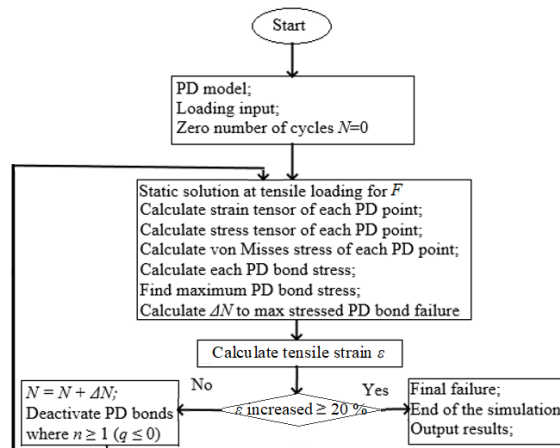 Start
PD model;
Loading input;
Zero number of cycles N=0
Static solution at tensile loading for F
Calculate strain tensor of each PD point;
Calculate stress tensor of each PD point;
Calculate von Misses stress of each PD point;
Calculate each PD bond stress;
Find maximum PD bond stress;
Calculate ΔN to max stressed PD bond failure
Calculate tensile strain ε
ε increased ≥ 20 %
No
Yes
N = N + ΔN;
Deactivate PD bonds
where n ≥ 1 (q ≤ 0)
Final failure;
End of the simulation
Output results;